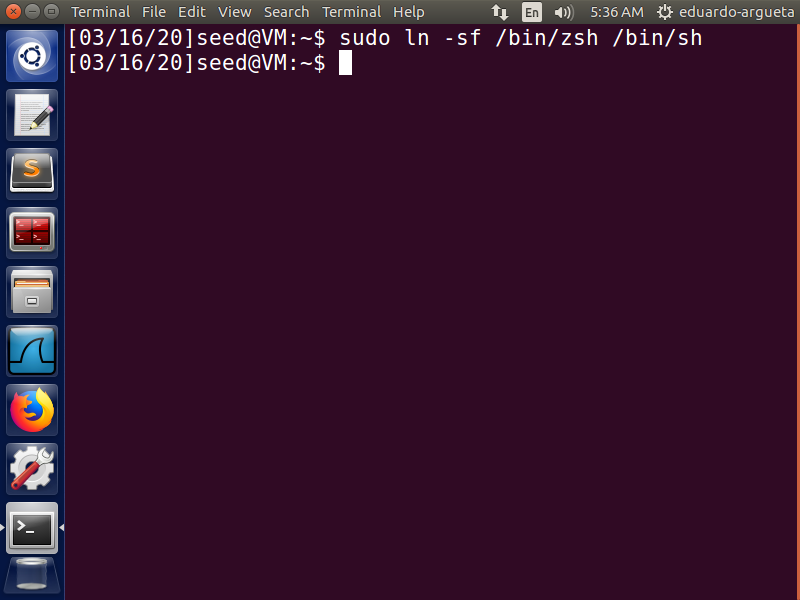 Terminal File Edit View Search Terminal Help En 5:36 AM eduardo-argueta
[03/16/20]seed@VM:~$ sudo ln -sf /bin/zsh /bin/sh
[03/16/20]seed@VM:~$
S
>_ >_
>_ >_
>_